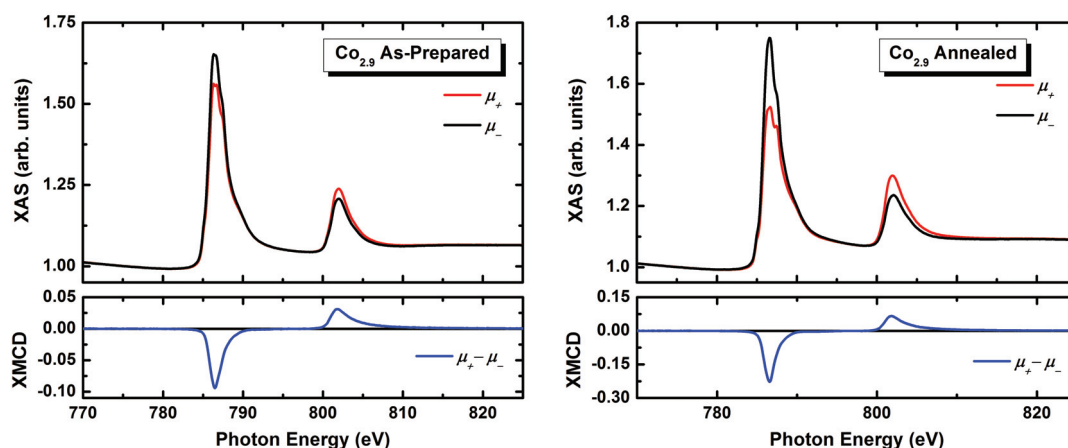 1.75
1.50
1.25
1.00
XAS (arb. units)
Co2.9 As-Prepared
μ+
μ−
0.05
0.00
-0.05
-0.10
XMCD
μ+−μ−
770 780 790 800 810 820
Photon Energy (eV)
1.8
1.6
1.4
1.2
1.0
XAS (arb. units)
Co2.9 Annealed
μ+
μ−
0.15
0.00
-0.15
-0.30
XMCD
μ+−μ−
780 800 820
Photon Energy (eV)